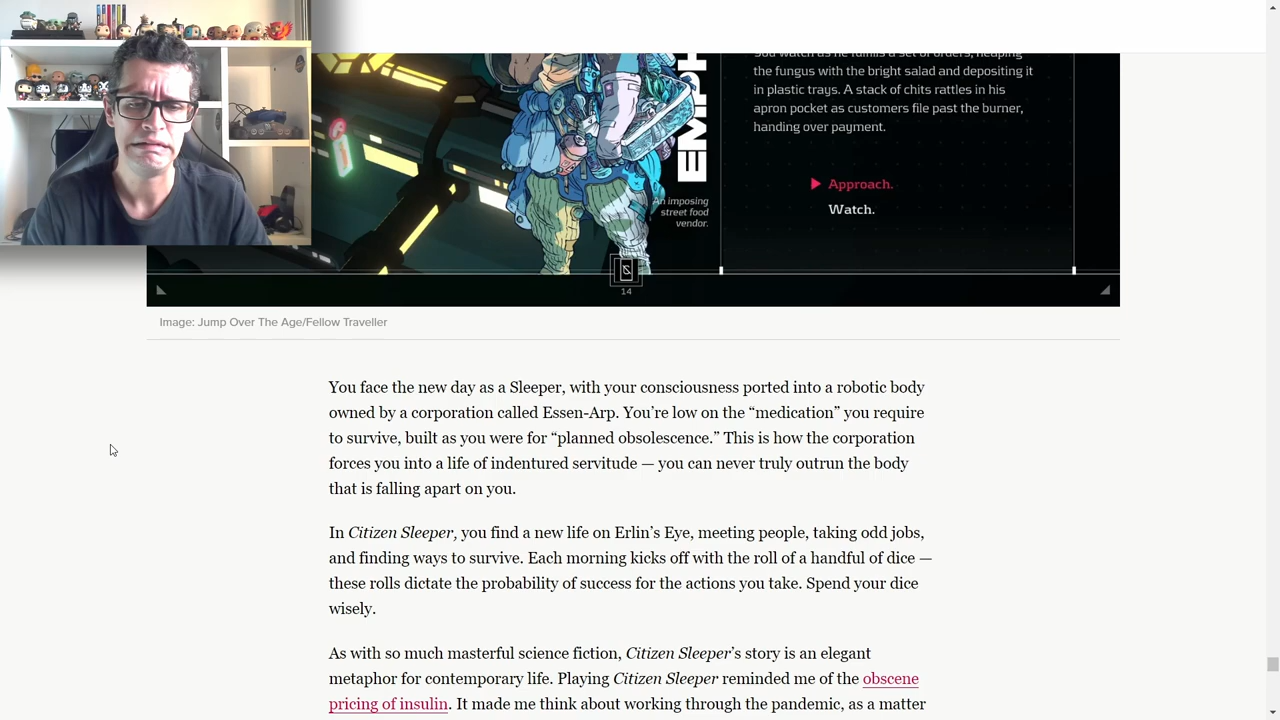 You watch as he fulfills a set of orders, heaping
the fungus with the bright salad and depositing it
in plastic trays. A stack of chits rattles in his
apron pocket as customers file past the burner,
handing over payment.
EMPH
An imposing
street food
vendor.
Approach.
Watch.
14
Image: Jump Over The Age/Fellow Traveller
You face the new day as a Sleeper, with your consciousness ported into a robotic body
owned by a corporation called Essen-Arp. You’re low on the “medication” you require
to survive, built as you were for “planned obsolescence.” This is how the corporation
forces you into a life of indentured servitude — you can never truly outrun the body
that is falling apart on you.
In Citizen Sleeper, you find a new life on Erlin’s Eye, meeting people, taking odd jobs,
and finding ways to survive. Each morning kicks off with the roll of a handful of dice —
these rolls dictate the probability of success for the actions you take. Spend your dice
wisely.
As with so much masterful science fiction, Citizen Sleeper’s story is an elegant
metaphor for contemporary life. Playing Citizen Sleeper reminded me of the obscene
pricing of insulin. It made me think about working through the pandemic, as a matter